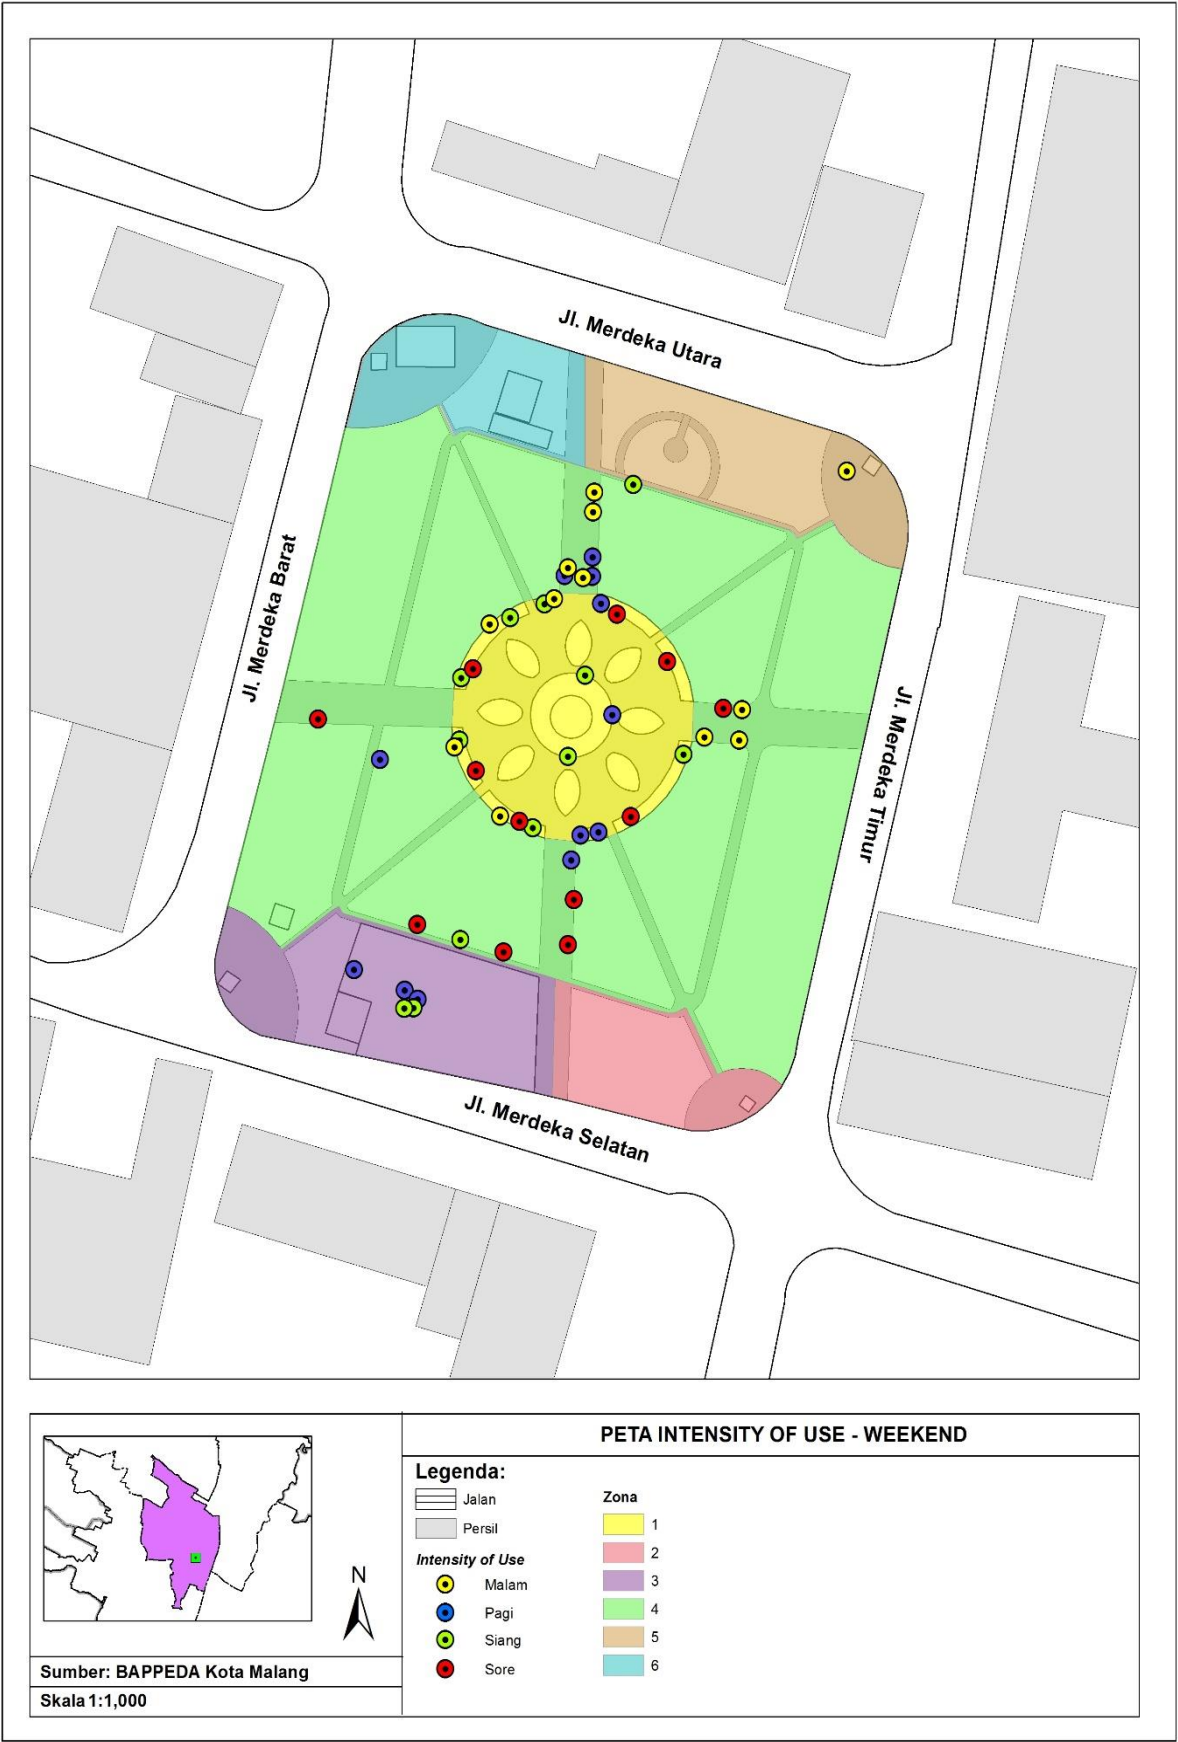 Jl. Merdeka Utara
Jl. Merdeka Barat
Jl. Merdeka Timur
Jl. Merdeka Selatan
PETA INTENSITY OF USE - WEEKEND
Legenda:
Jalan
Persil
Intensity of Use
Malam
Pagi
Siang
Sore
Zona
1
2
3
4
5
6
N
Sumber: BAPPEDA Kota Malang
Skala 1:1,000